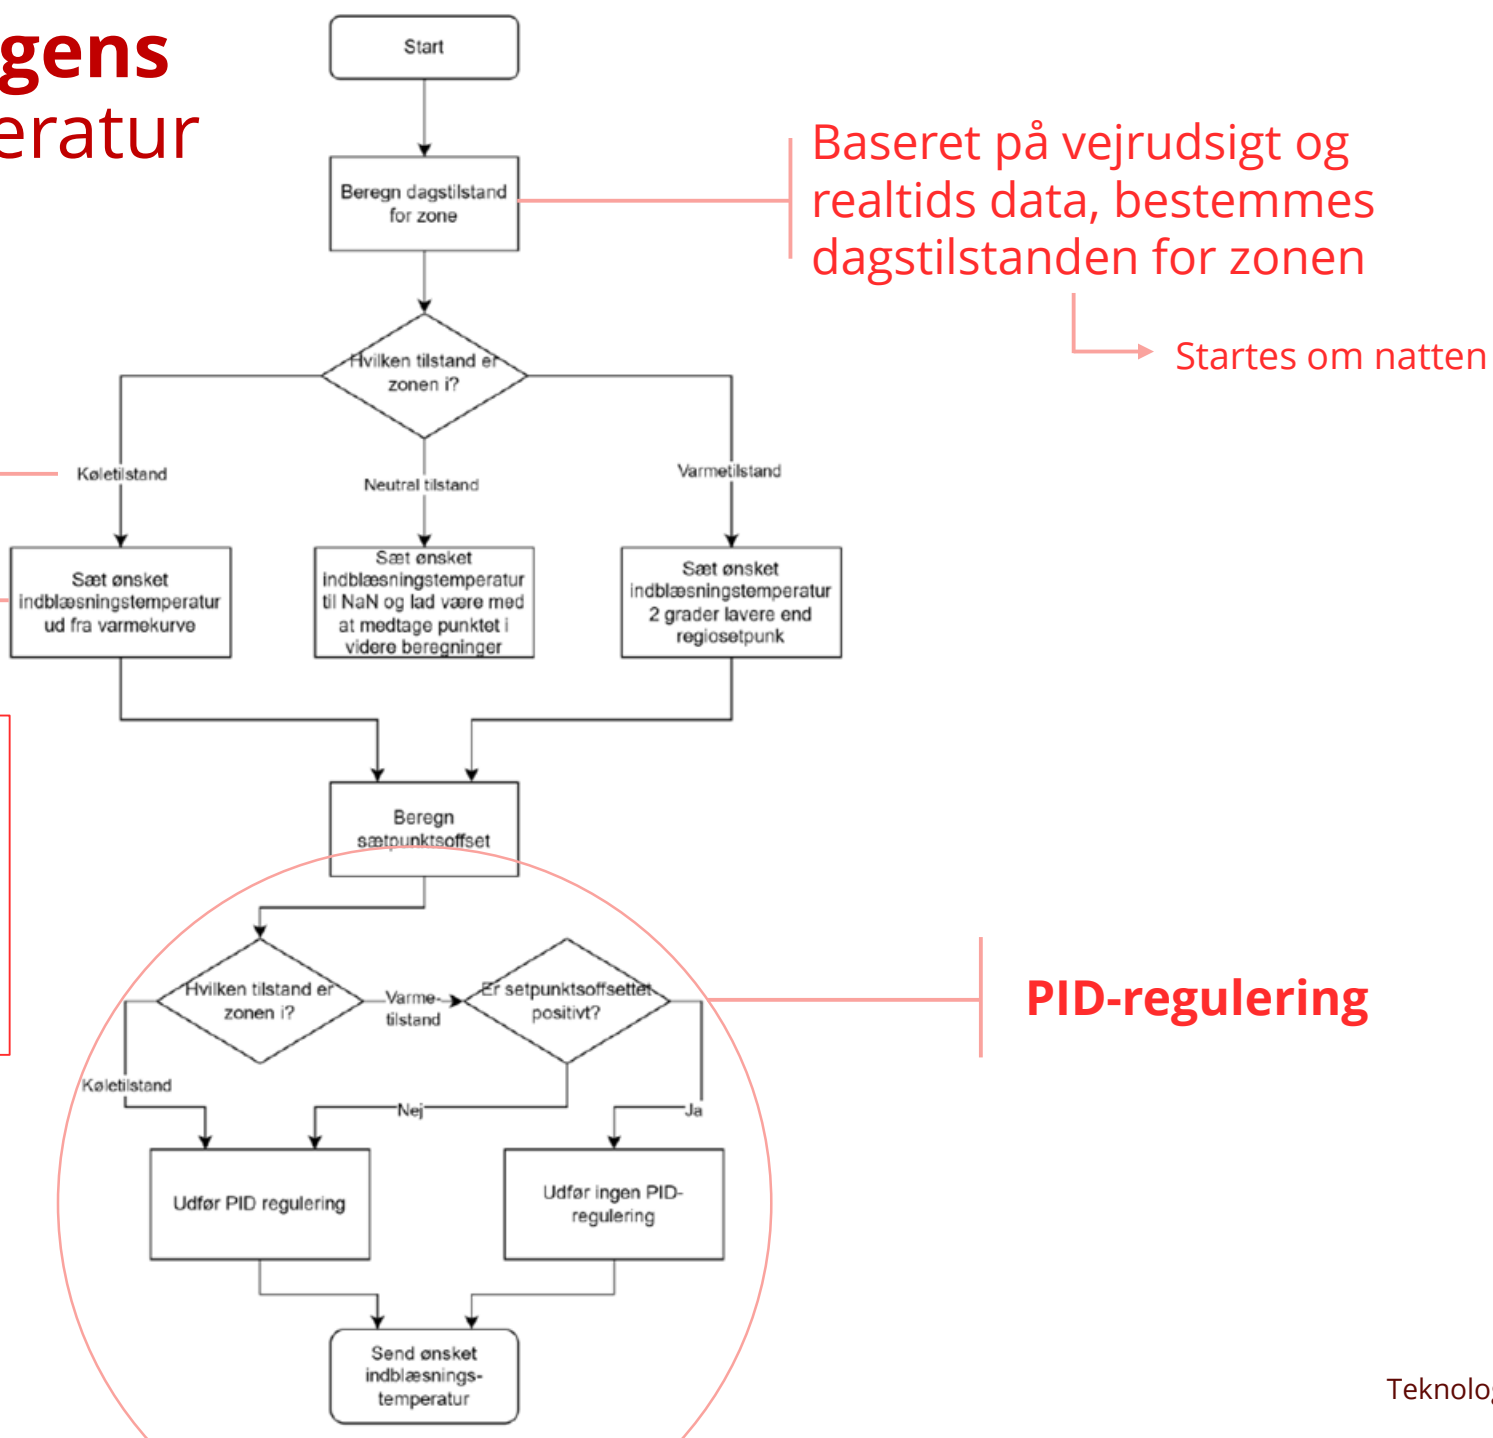 gens
eratur
Start
Beregn dagstilstand
for zone
Baseret på vejrudsigt og
realtids data, bestemmes
dagstilstanden for zonen
Startes om natten
Hvilken tilstand er
zonen i?
Køletilstand
Neutral tilstand
Varmetilstand
Sæt ønsket
indblæsningstemperatur
ud fra varmekurve
Sæt ønsket
indblæsningstemperatur
til NaN og lad være med
at medtage punktet i
videre beregninger
Sæt ønsket
indblæsningstemperatur
2 grader lavere end
regiosetpunk
Beregn
sætpunktsoffset
Hvilken tilstand er
zonen i?
Varme-
tilstand
Er setpunktsoffsettet
positivt?
PID-regulering
Køletilstand
Nej
Ja
Udfør PID regulering
Udfør ingen PID-
regulering
Send ønsket
indblæsnings-
temperatur
Teknolog